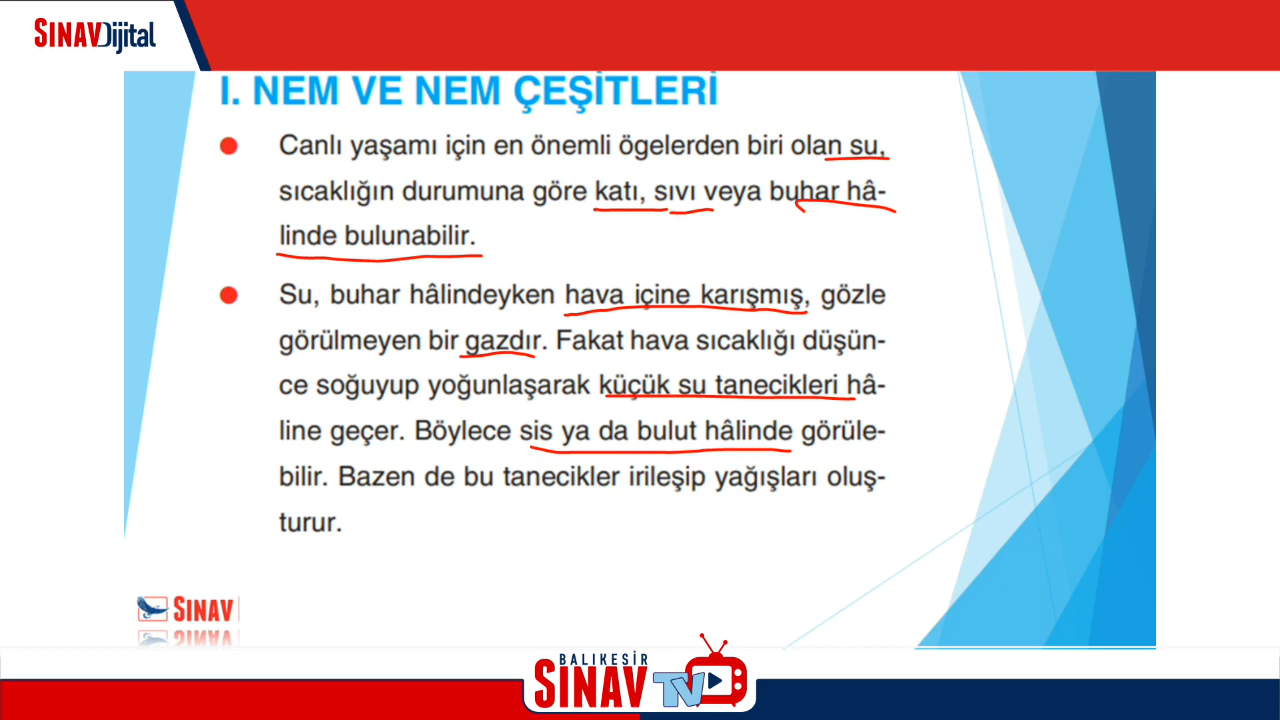 SINAVDijital
I. NEM VE NEM ÇEŞİTLERİ
Canlı yaşamı için en önemli ögelerden biri olan su,
sıcaklığın durumuna göre katı, sıvı veya buhar hâ-
linde bulunabilir.
Su, buhar hâlindeyken hava içine karışmış, gözle
görülmeyen bir gazdır. Fakat hava sıcaklığı düşün-
ce soğuyup yoğunlaşarak küçük su tanecikleri hâ-
line geçer. Böylece sis ya da bulut hâlinde görüle-
bilir. Bazen de bu tanecikler irileşip yağışları oluş-
turur.
SINAV
BALIKESİR
SINAV TV